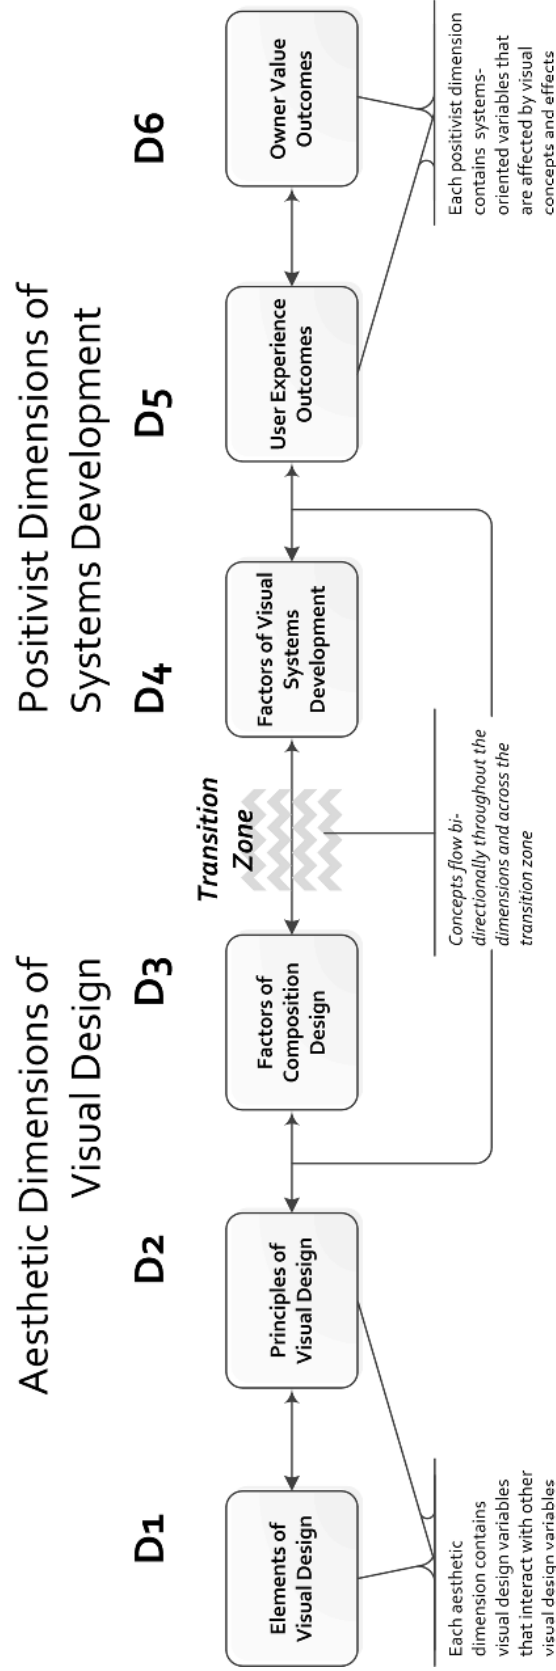 Aesthetic Dimensions of
Visual Design
Positivist Dimensions of
Systems Development
D1
D2
D3
D4
D5
D6
Elements of
Visual Design
Principles of
Visual Design
Factors of
Composition
Design
Transition
Zone
Factors of Visual
Systems
Development
User Experience
Outcomes
Owner Value
Outcomes
Each aesthetic
dimension contains
visual design variables
that interact with other
visual design variables
Concepts flow bi-
directionally throughout the
dimensions and across the
transition zone
Each positivist dimension
contains systems-
oriented variables that
are affected by visual
concepts and effects